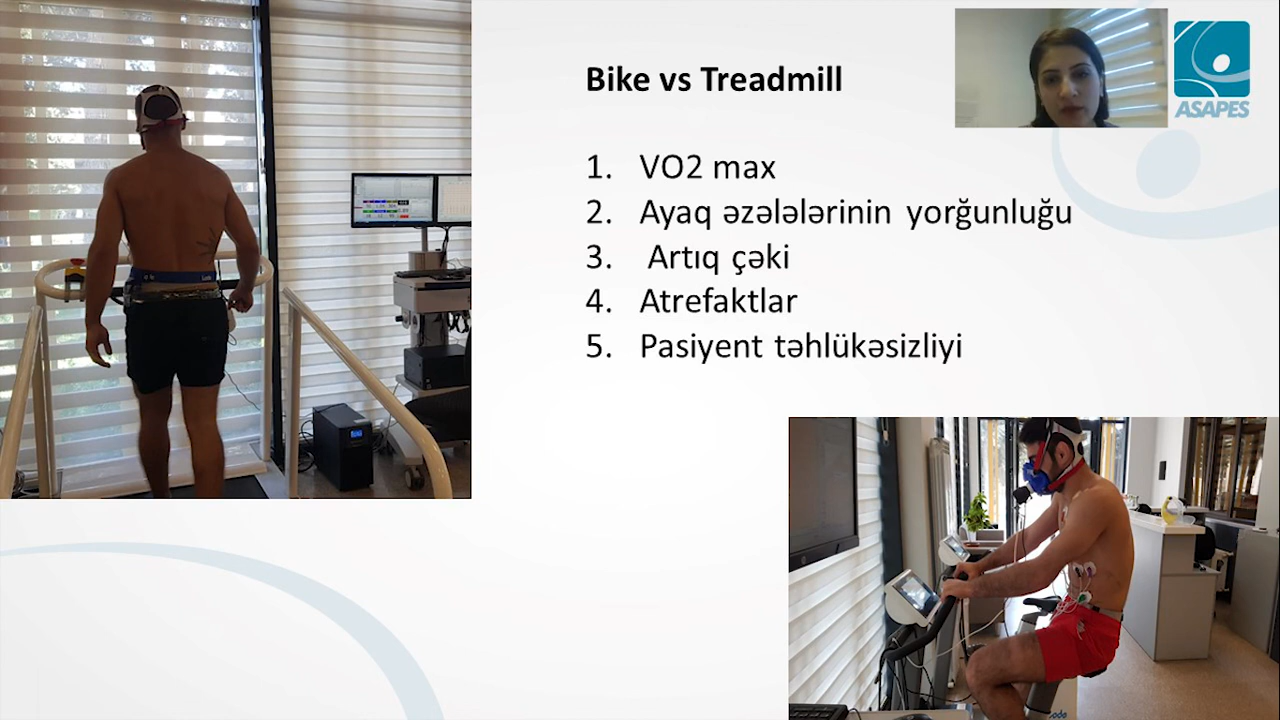 Bike vs Treadmill
ASAPES
1. VO2 max
2. Ayaq əzələlərinin yorğunluğu
3. Artıq çəki
4. Atrefaktlar
5. Pasiyent təhlükəsizliyi